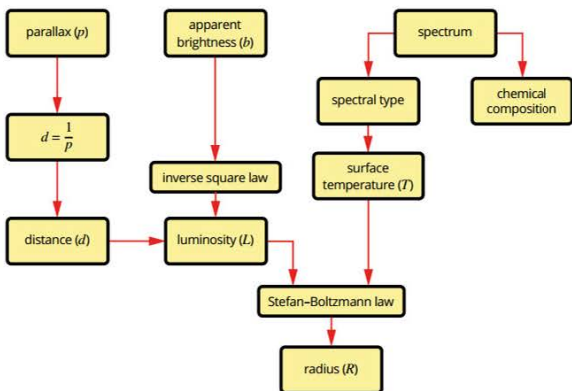 parallax (p)
apparent
brightness (b)
spectrum
spectral type
chemical
composition
d = 1/p
inverse square law
surface
temperature (T)
distance (d)
luminosity (L)
Stefan–Boltzmann law
radius (R)